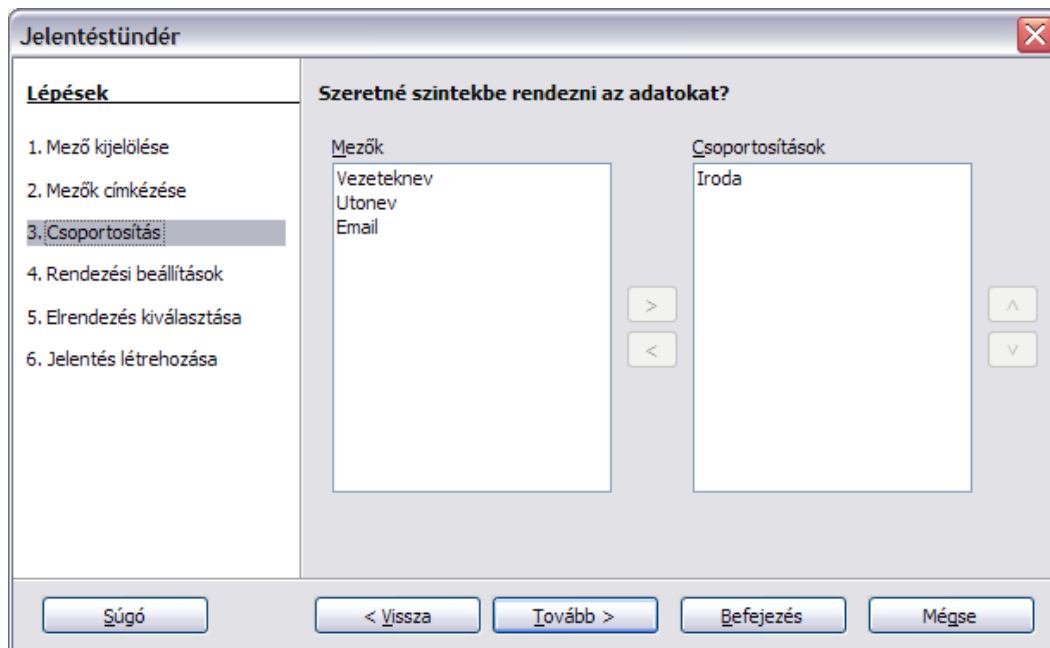 Jelentéstündér
Lépések
1. Mező kijelölése
2. Mezők címkézése
3. Csoportosítás
4. Rendezési beállítások
5. Elrendezés kiválasztása
6. Jelentés létrehozása
Szeretné szintekbe rendezni az adatokat?
Mezők
Vezeteknev
Utonev
Email
>
<
Csoportosítások
Iroda
^
v
Súgó
< Vissza
Tovább >
Befejezés
Mégse